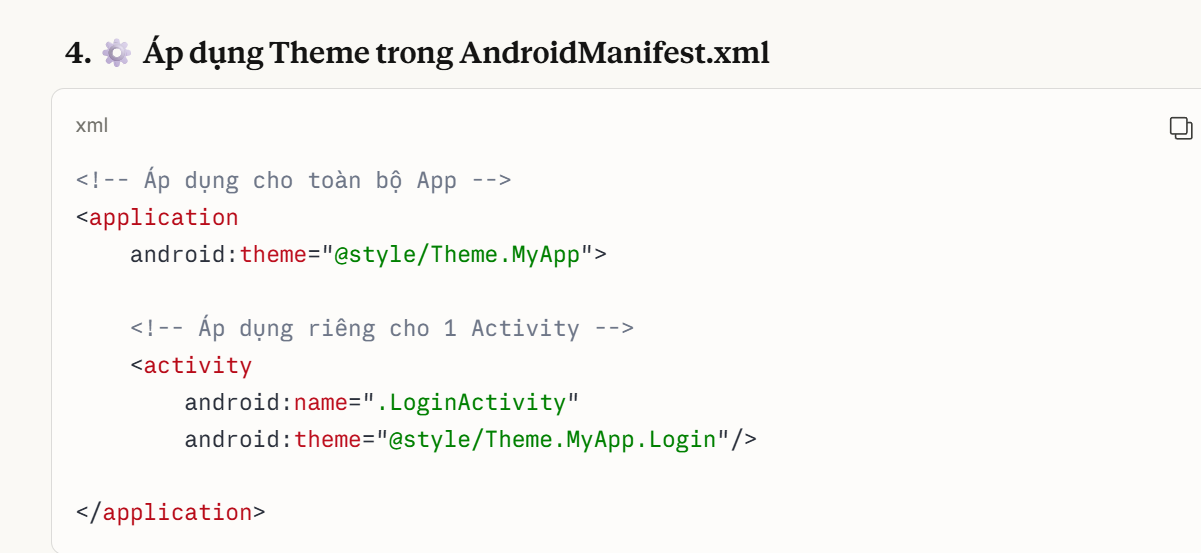 4. ⚙️ Áp dụng Theme trong AndroidManifest.xml
xml
<!-- Áp dụng cho toàn bộ App -->
<application
    android:theme="@style/Theme.MyApp">
    <!-- Áp dụng riêng cho 1 Activity -->
    <activity
        android:name=".LoginActivity"
        android:theme="@style/Theme.MyApp.Login"/>
</application>